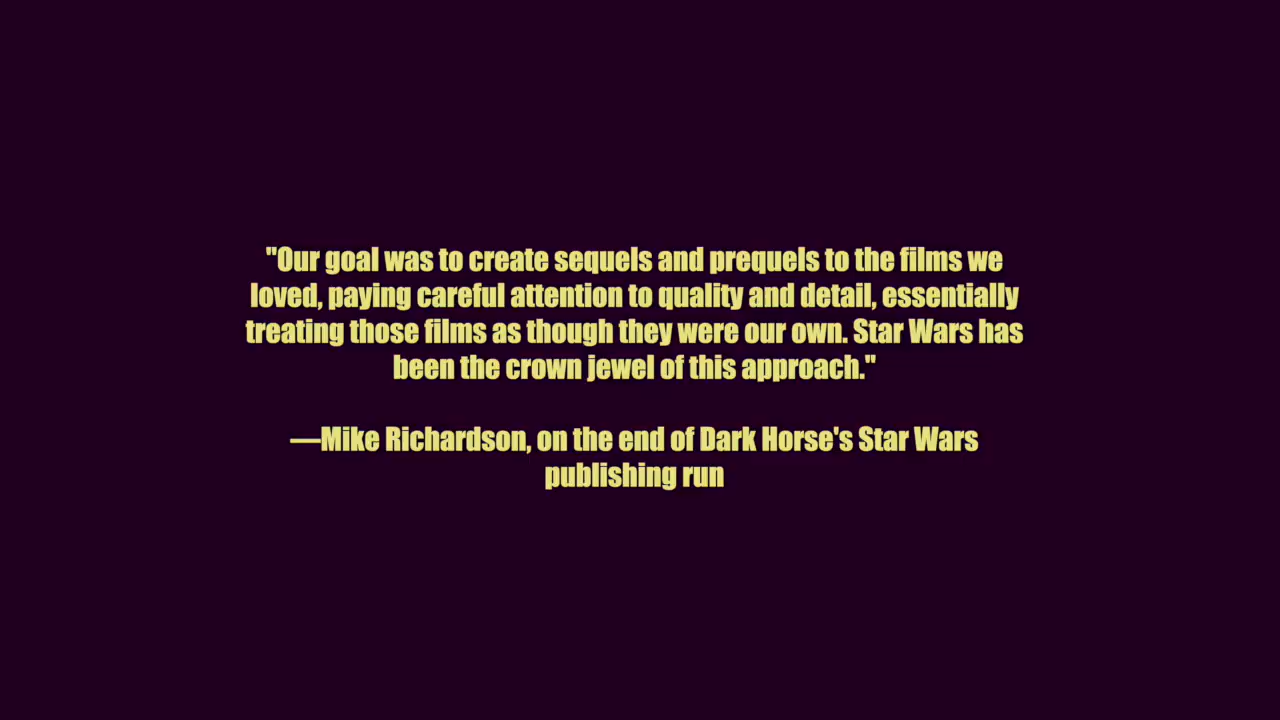 "Our goal was to create sequels and prequels to the films we
loved, paying careful attention to quality and detail, essentially
treating those films as though they were our own. Star Wars has
been the crown jewel of this approach."
—Mike Richardson, on the end of Dark Horse's Star Wars
publishing run